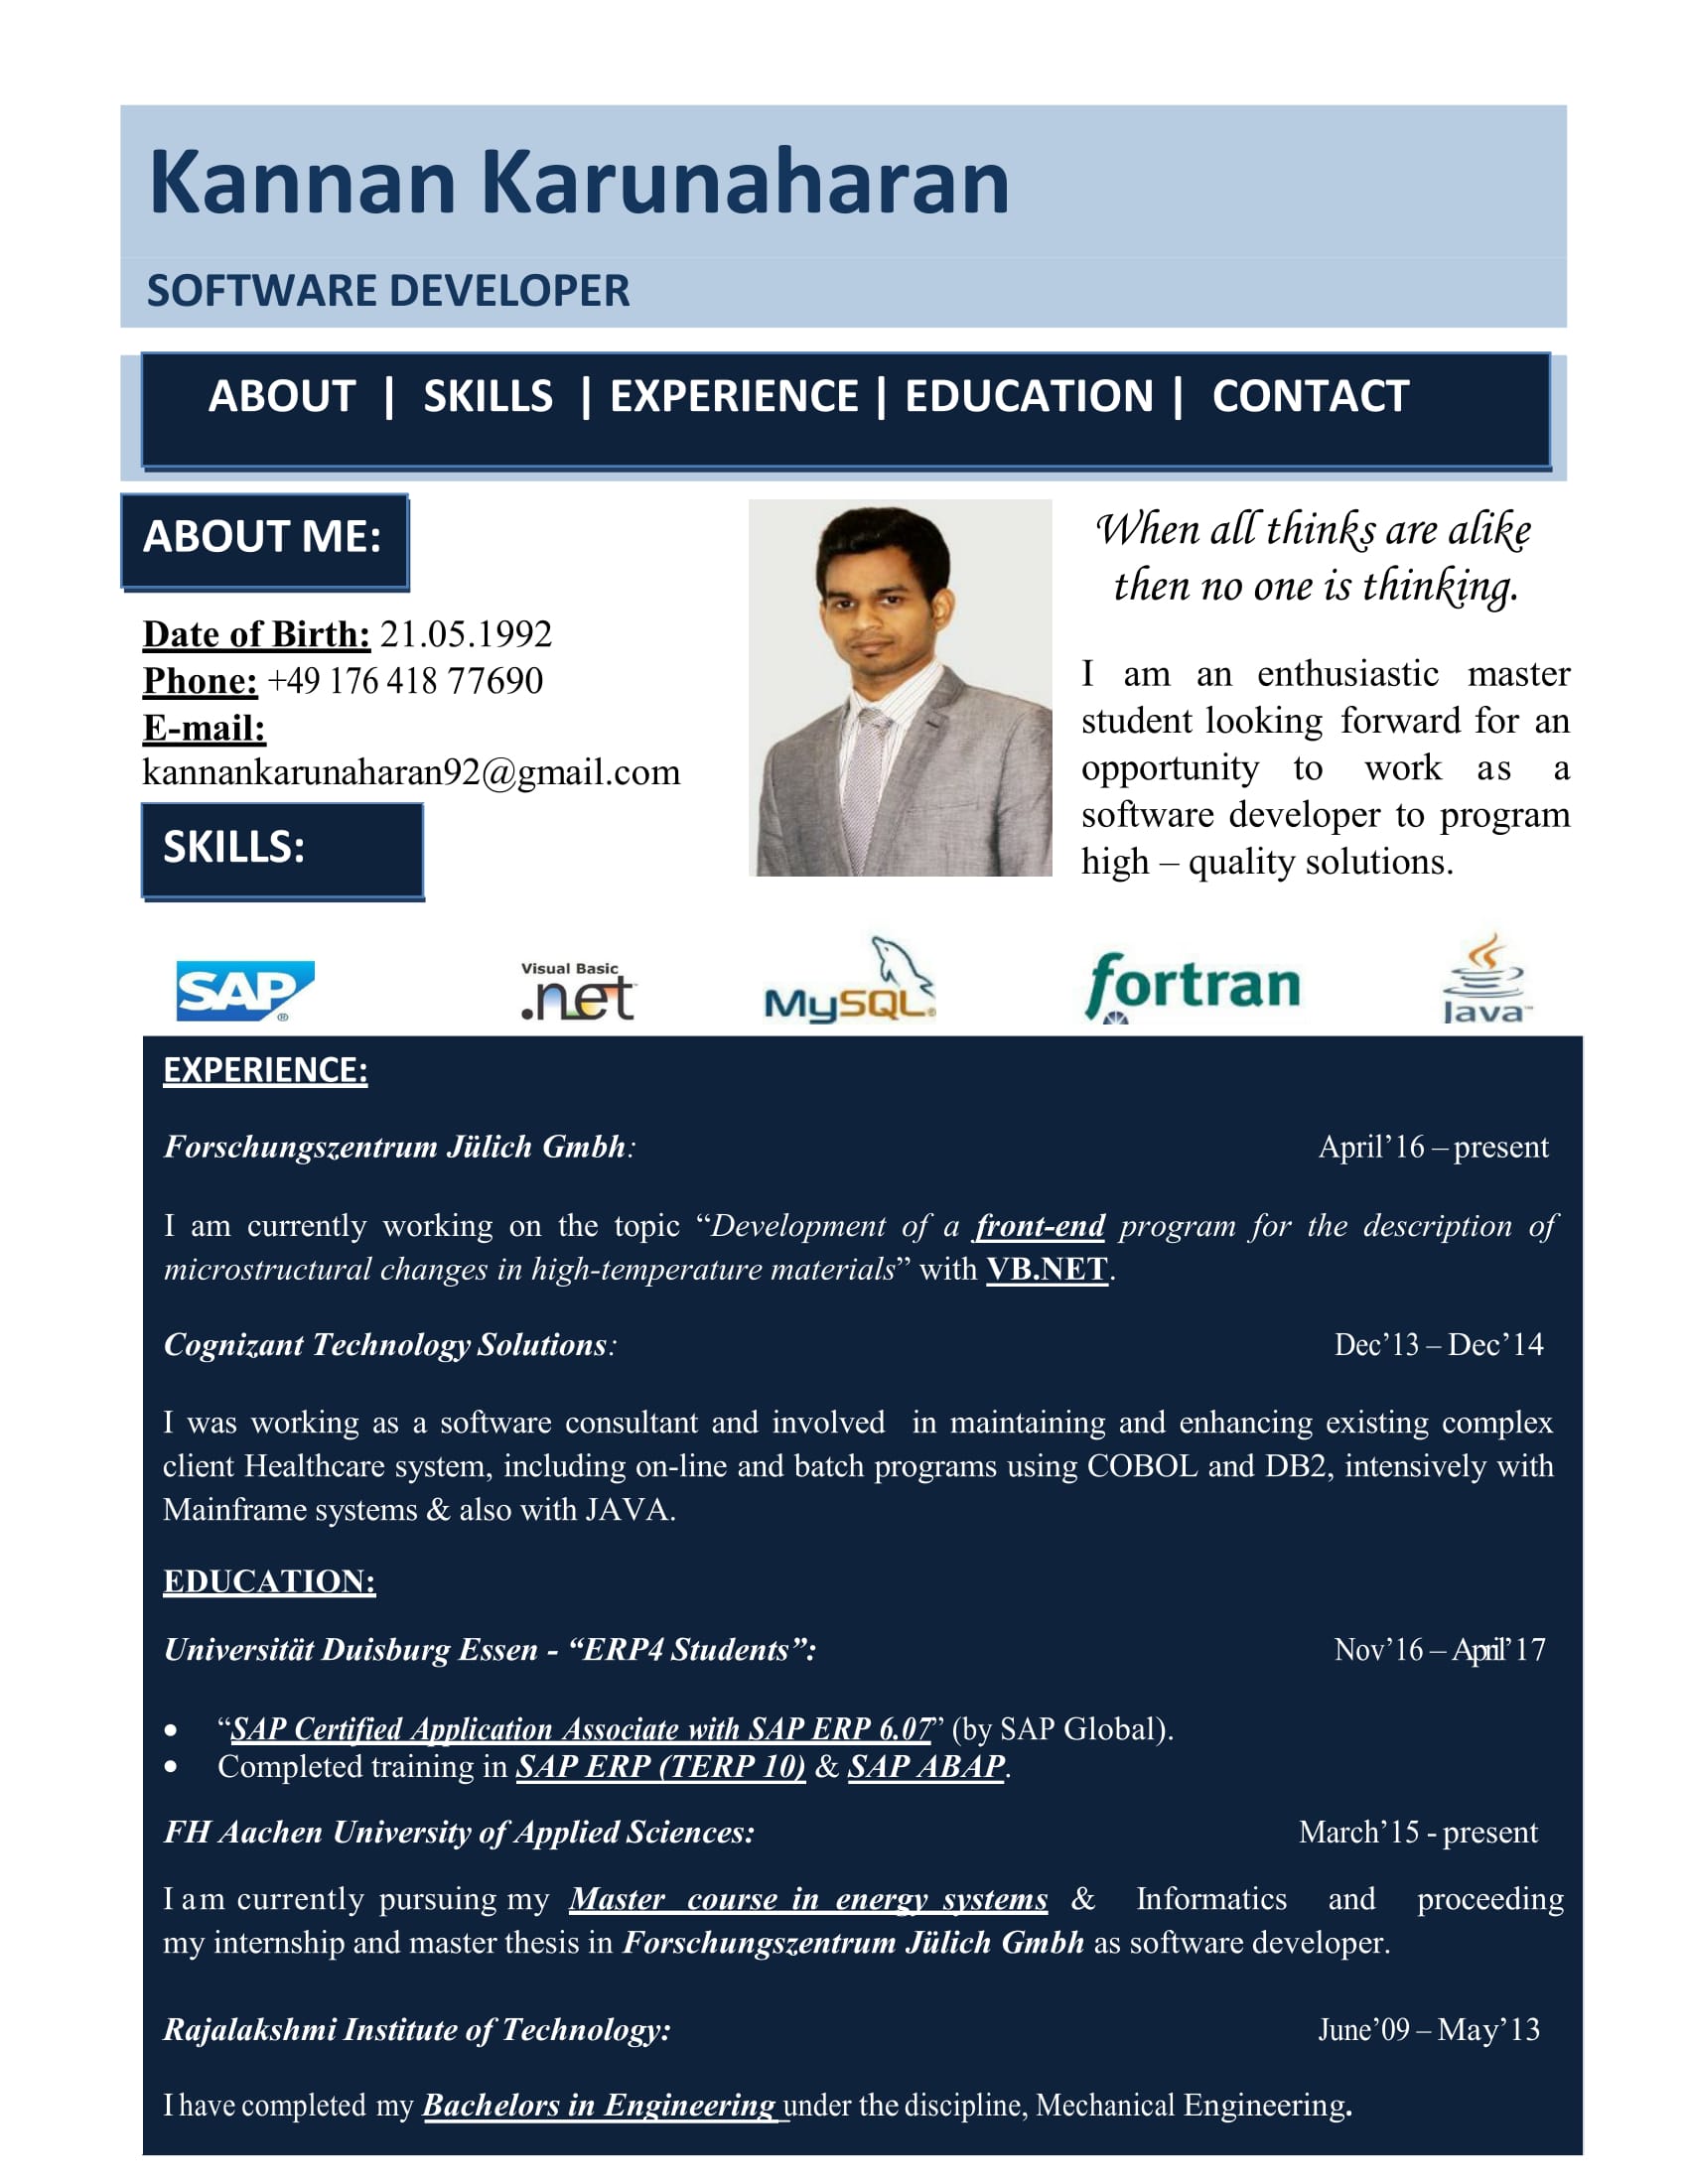 Kannan Karunaharan
SOFTWARE DEVELOPER
ABOUT | SKILLS | EXPERIENCE | EDUCATION | CONTACT
ABOUT ME:
Date of Birth: 21.05.1992
Phone: +49 176 418 77690
E-mail:
kannankarunaharan92@gmail.com
When all thinks are alike
then no one is thinking.
I am an enthusiastic master
student looking forward for an
opportunity to work as a
software developer to program
high – quality solutions.
SKILLS:
SAP ®
Visual Basic
.net
MySQL®
fortran
Java™
EXPERIENCE:
Forschungszentrum Jülich Gmbh: April’16 – present
I am currently working on the topic “Development of a front-end program for the description of
microstructural changes in high-temperature materials” with VB.NET.
Cognizant Technology Solutions: Dec’13 – Dec’14
I was working as a software consultant and involved in maintaining and enhancing existing complex
client Healthcare system, including on-line and batch programs using COBOL and DB2, intensively with
Mainframe systems & also with JAVA.
EDUCATION:
Universität Duisburg Essen - “ERP4 Students”: Nov’16 – April’17
• “SAP Certified Application Associate with SAP ERP 6.07” (by SAP Global).
• Completed training in SAP ERP (TERP 10) & SAP ABAP.
FH Aachen University of Applied Sciences: March’15 - present
I am currently pursuing my Master course in energy systems & Informatics and proceeding
my internship and master thesis in Forschungszentrum Jülich Gmbh as software developer.
Rajalakshmi Institute of Technology: June’09 – May’13
I have completed my Bachelors in Engineering under the discipline, Mechanical Engineering.